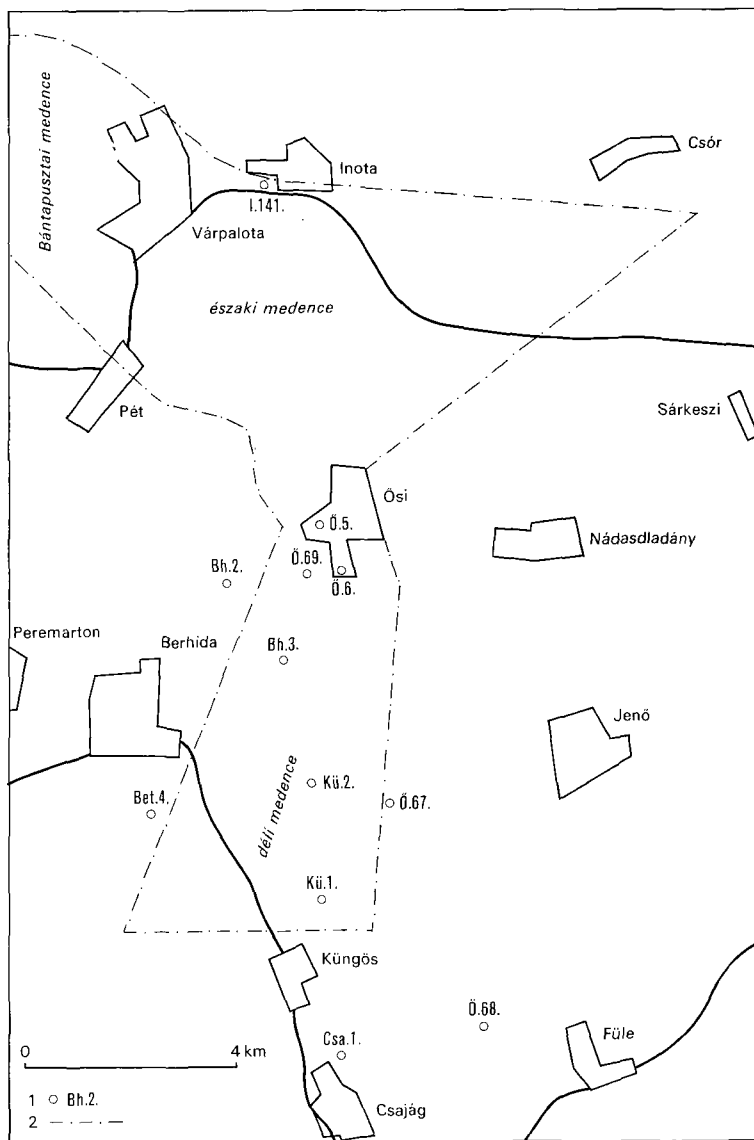 Bántapusztai medence
Inota
Csór
I.141.
Várpalota
északi medence
Pét
Sárkeszi
Ősi
Ő.5.
Nádasdladány
Bh.2.
Ő.69.
Ő.6.
Peremarton
Berhida
Bh.3.
Jenő
Kü.2.
Bet.4.
Ő.67.
déli medence
Kü.1.
Küngös
Ő.68.
Füle
Csa.1.
0 4 km
1 Bh.2.
2
Csajág